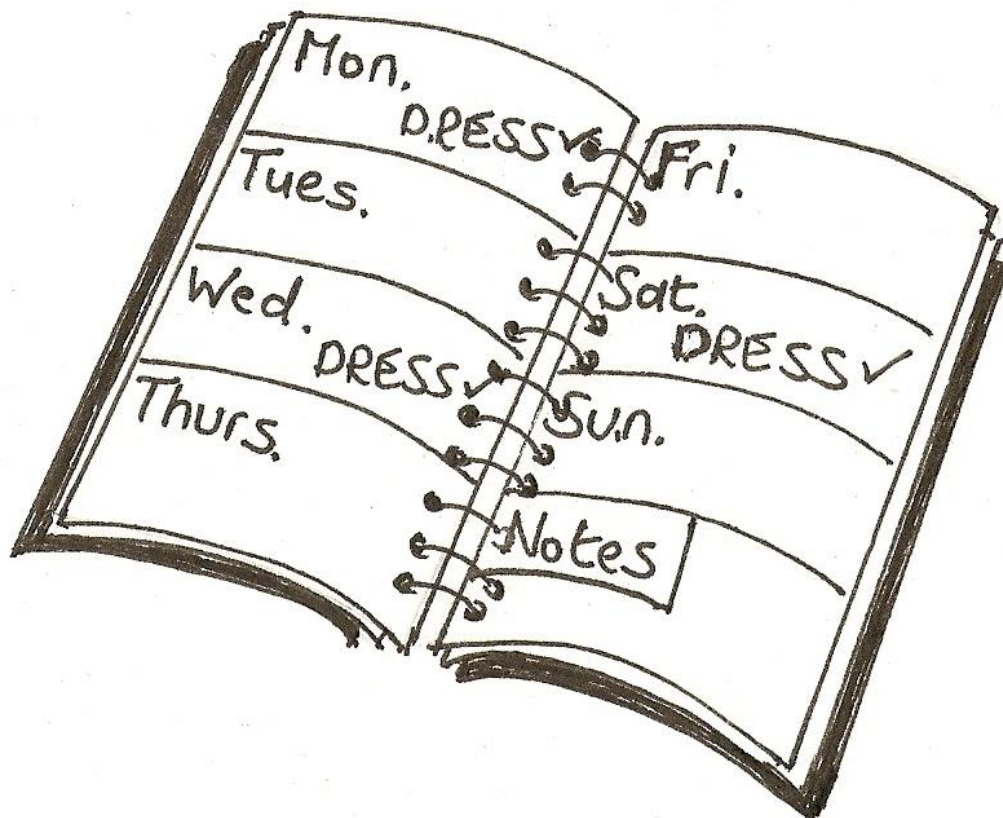 Mon.
DRESS ✓
Tues.
Wed.
DRESS ✓
Thurs.
Fri.
Sat.
DRESS ✓
Sun.
Notes